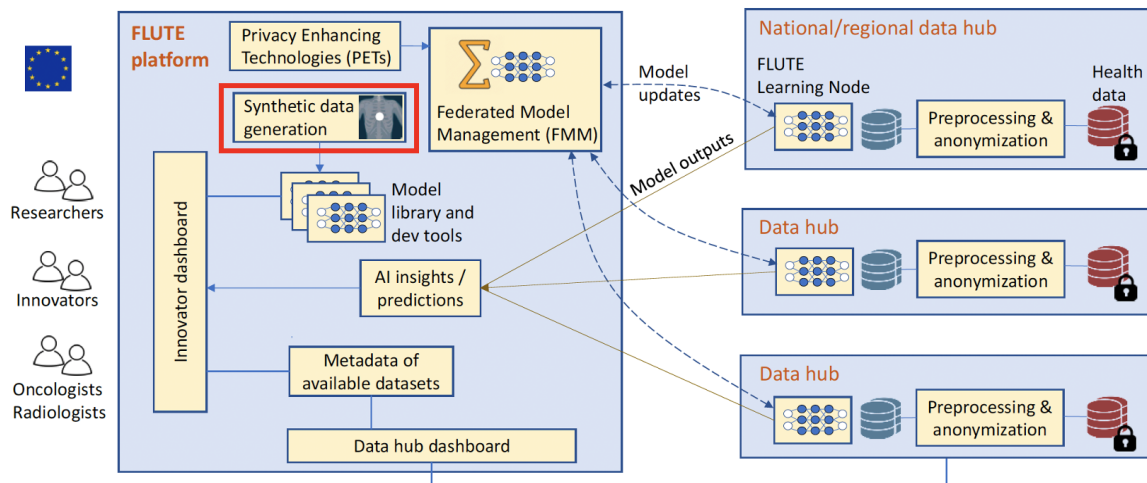 FLUTE
platform
Privacy Enhancing
Technologies (PETs)
Synthetic data
generation
Federated Model
Management (FMM)
Model
library and
dev tools
AI insights /
predictions
Innovator dashboard
Metadata of
available datasets
Data hub dashboard
Researchers
Innovators
Oncologists
Radiologists
Model
updates
Model outputs
National/regional data hub
FLUTE
Learning Node
Health
data
Preprocessing &
anonymization
Data hub
Preprocessing &
anonymization
Data hub
Preprocessing &
anonymization